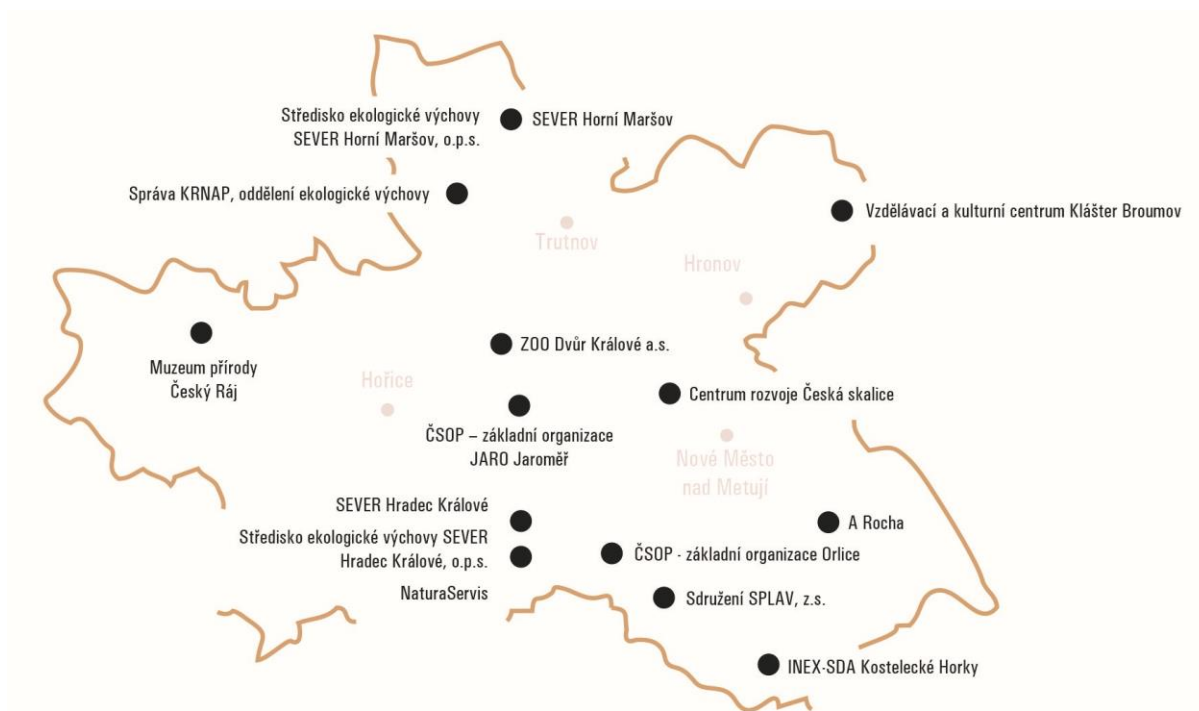 Středisko ekologické výchovy
SEVER Horní Maršov, o.p.s.
SEVER Horní Maršov
Správa KRNAP, oddělení ekologické výchovy
Vzdělávací a kulturní centrum Klášter Broumov
Trutnov
Hronov
Muzeum přírody
Český Ráj
ZOO Dvůr Králové a.s.
Hořice
Centrum rozvoje Česká skalice
ČSOP – základní organizace
JARO Jaroměř
Nové Město
nad Metují
SEVER Hradec Králové
Středisko ekologické výchovy SEVER
Hradec Králové, o.p.s.
NaturaServis
A Rocha
ČSOP - základní organizace Orlice
Sdružení SPLAV, z.s.
INEX-SDA Kostelecké Horky